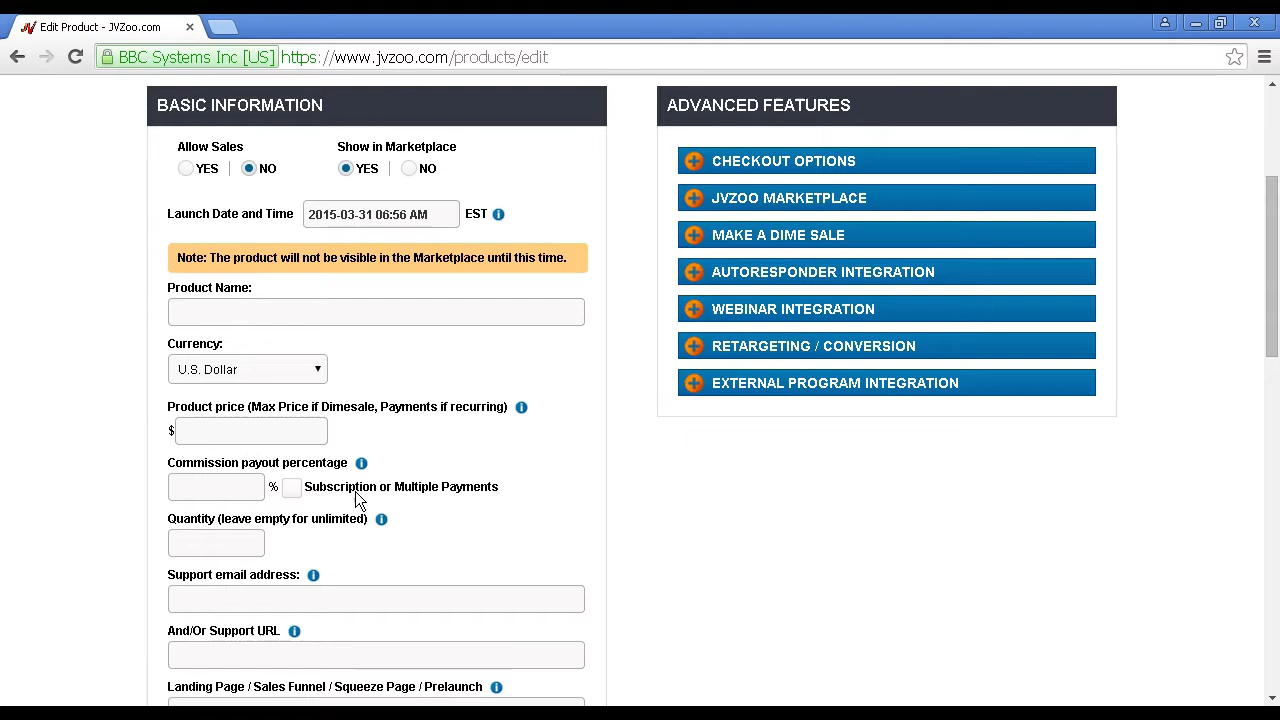 Edit Product - JVZoo.com
BBC Systems Inc [US] https://www.jvzoo.com/products/edit
BASIC INFORMATION
Allow Sales Show in Marketplace
YES NO YES NO
Launch Date and Time 2015-03-31 06:56 AM EST
Note: The product will not be visible in the Marketplace until this time.
Product Name:
Currency:
U.S. Dollar
Product price (Max Price if Dimesale, Payments if recurring)
$
Commission payout percentage
% Subscription or Multiple Payments
Quantity (leave empty for unlimited)
Support email address:
And/Or Support URL
Landing Page / Sales Funnel / Squeeze Page / Prelaunch
ADVANCED FEATURES
CHECKOUT OPTIONS
JVZOO MARKETPLACE
MAKE A DIME SALE
AUTORESPONDER INTEGRATION
WEBINAR INTEGRATION
RETARGETING / CONVERSION
EXTERNAL PROGRAM INTEGRATION